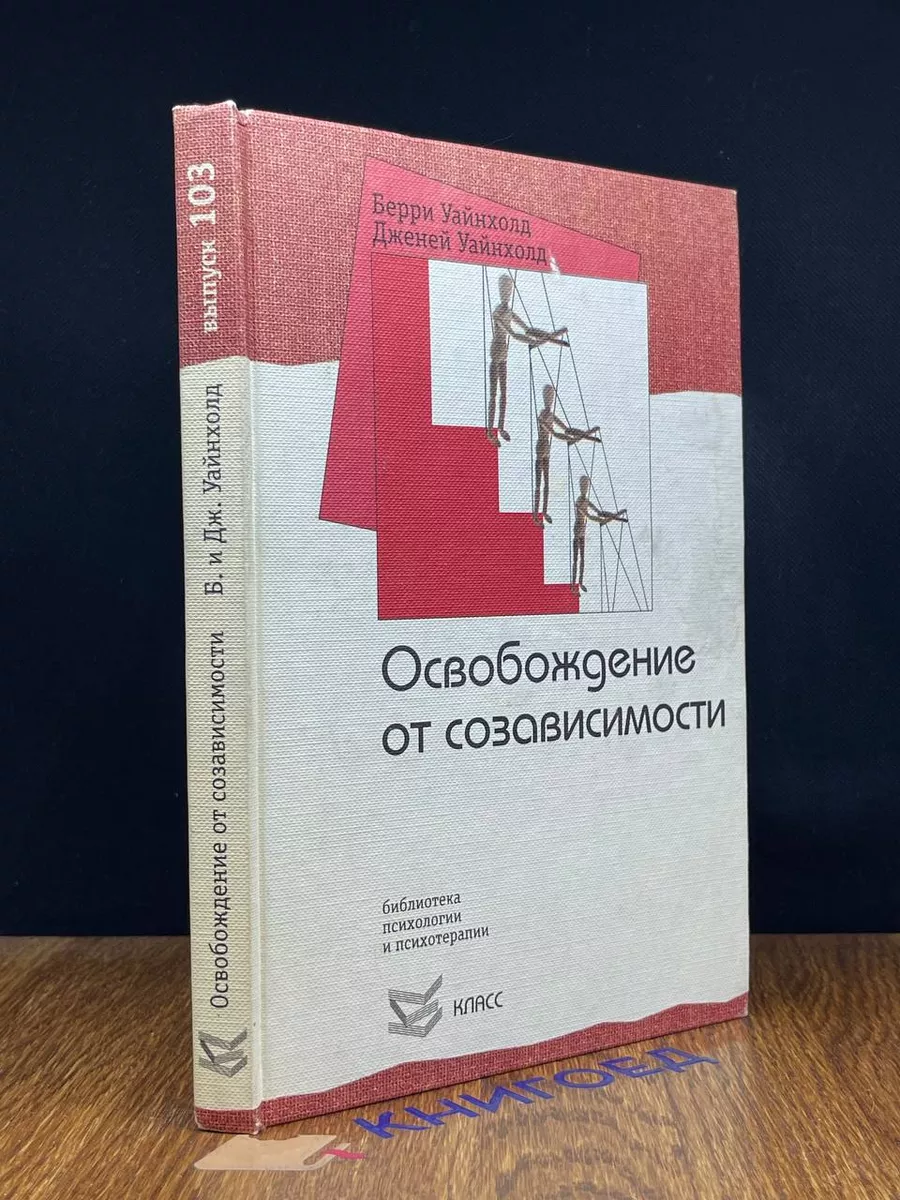 выпуск 103
Б. и Дж. Уайнхолд
Освобождение от созависимости
Берри Уайнхолд
Дженей Уайнхолд
Освобождение
от созависимости
библиотека
психологии
и психотерапии
КЛАСС
КНИГОЕД